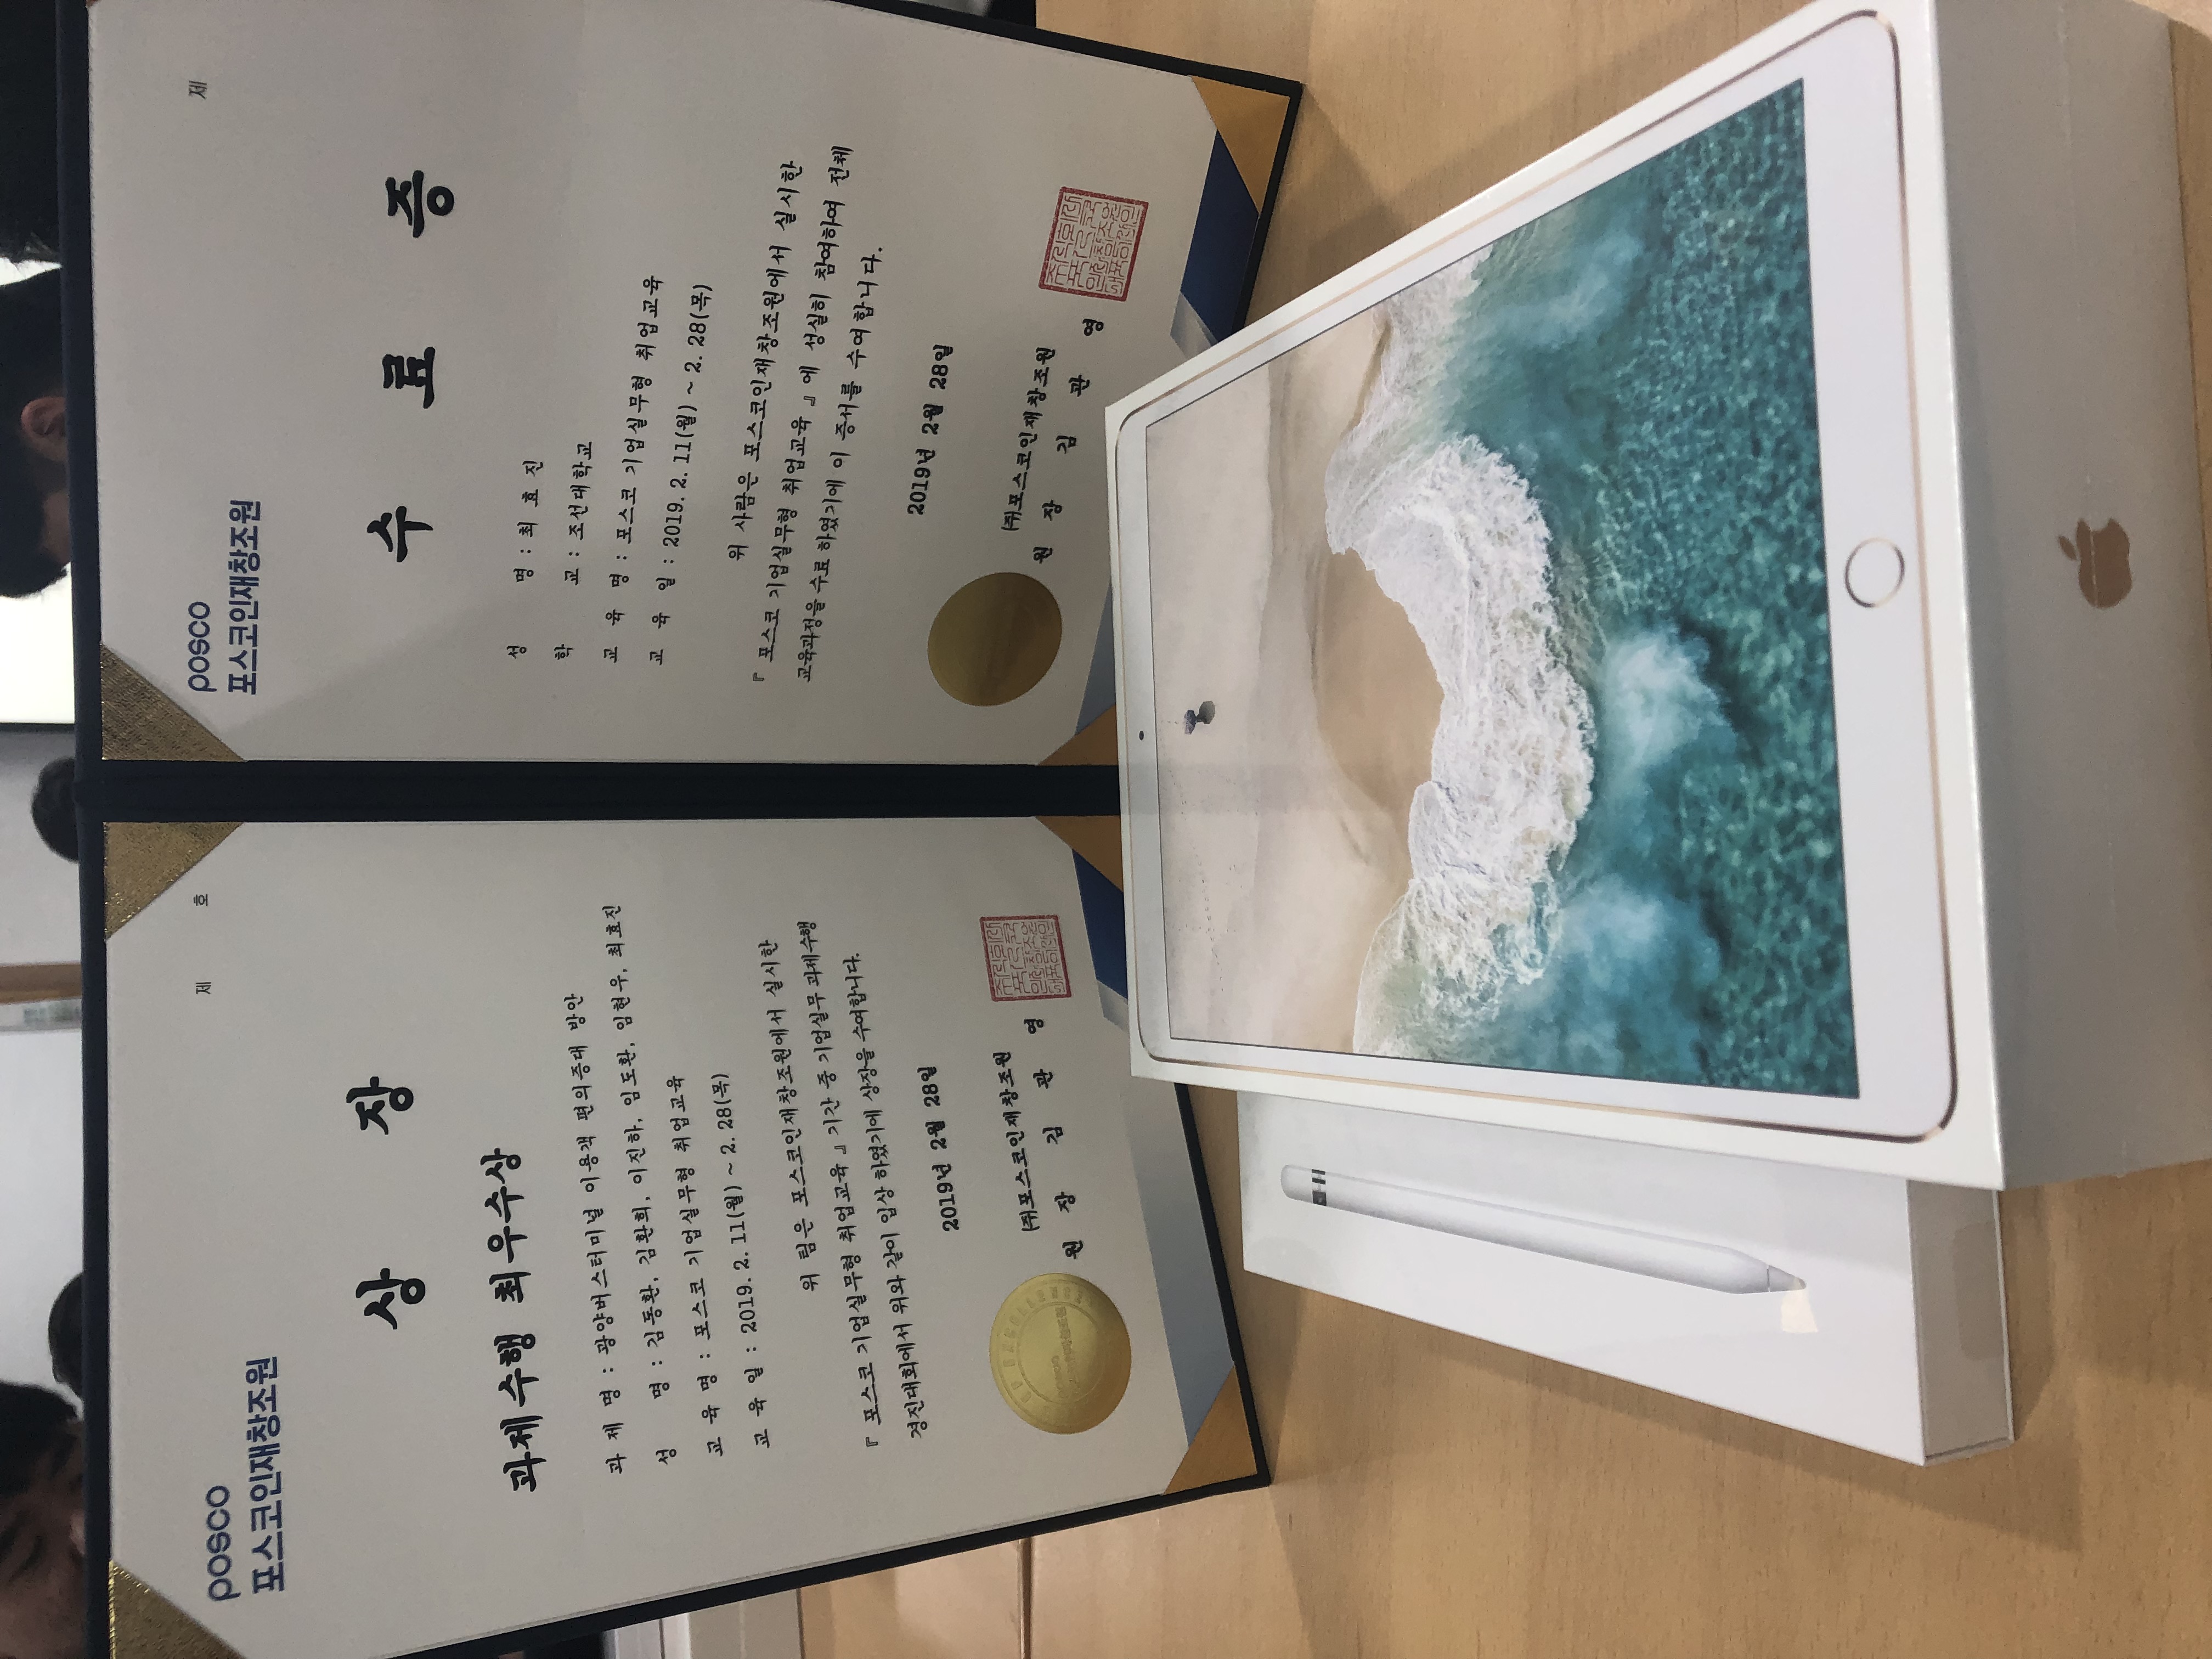 posco
포스코인재창조원
제 호
상 장
과제수행 최우수상
과 제 명 : 광양버스터미널 이용객 편의증대 방안
성 명 : 김동환, 김환희, 이진하, 임도환, 임현우, 최효진
교 육 명 : 포스코 기업실무형 취업교육
교 육 일 : 2019. 2. 11(월) ~ 2. 28(목)
위 팀은 포스코인재창조원에서 실시한
『 포스코 기업실무형 취업교육 』 기간 중 기업실무 과제수행
경진대회에서 위와 같이 입상 하였기에 상장을 수여합니다.
2019년 2월 28일
㈜포스코인재창조원
원 장 김 관 영
posco
포스코인재창조원
제
수 료 증
성 명 : 최 효 진
학 교 : 조선대학교
교 육 명 : 포스코 기업실무형 취업교육
교 육 일 : 2019. 2. 11(월) ~ 2. 28(목)
위 사람은 포스코인재창조원에서 실시한
『 포스코 기업실무형 취업교육 』 에 성실히 참여하여 전체
교육과정을 수료 하였기에 이 증서를 수여합니다.
2019년 2월 28일
㈜포스코인재창조원
원 장 김 관 영